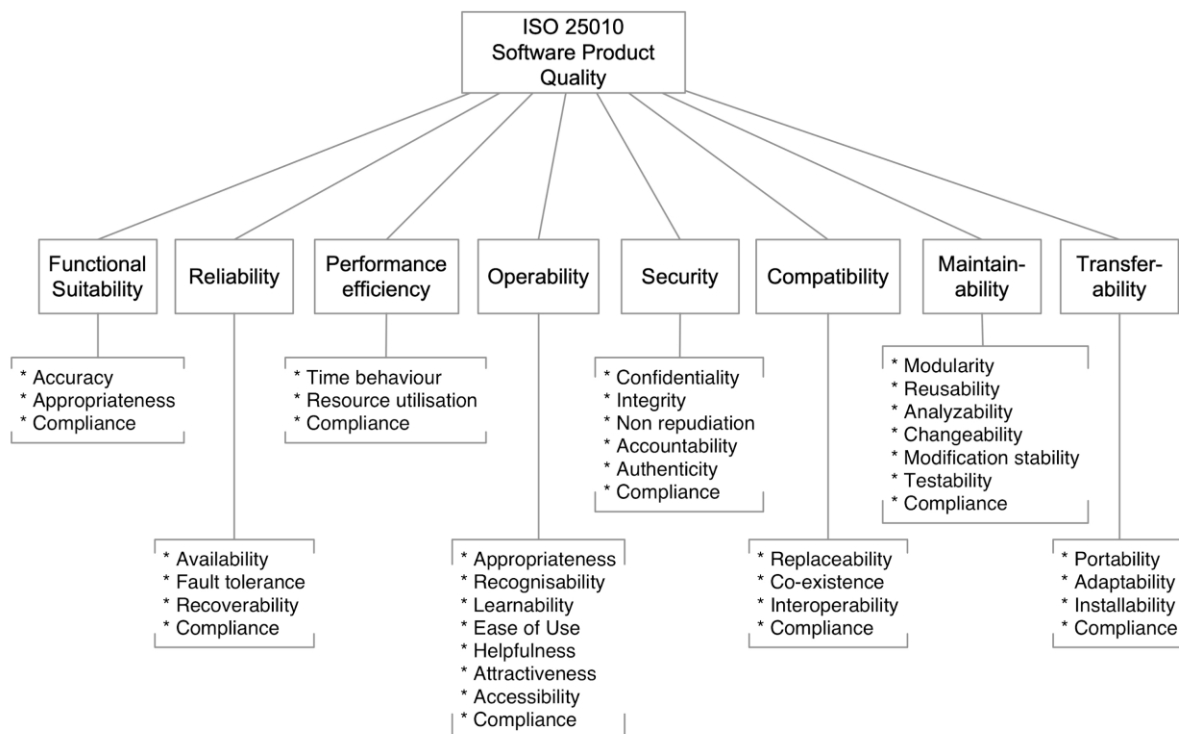 ISO 25010
Software Product
Quality
Functional
Suitability
Reliability
Performance
efficiency
Operability
Security
Compatibility
Maintain-
ability
Transfer-
ability
* Accuracy
* Appropriateness
* Compliance
* Availability
* Fault tolerance
* Recoverability
* Compliance
* Time behaviour
* Resource utilisation
* Compliance
* Appropriateness
* Recognisability
* Learnability
* Ease of Use
* Helpfulness
* Attractiveness
* Accessibility
* Compliance
* Confidentiality
* Integrity
* Non repudiation
* Accountability
* Authenticity
* Compliance
* Replaceability
* Co-existence
* Interoperability
* Compliance
* Modularity
* Reusability
* Analyzability
* Changeability
* Modification stability
* Testability
* Compliance
* Portability
* Adaptability
* Installability
* Compliance